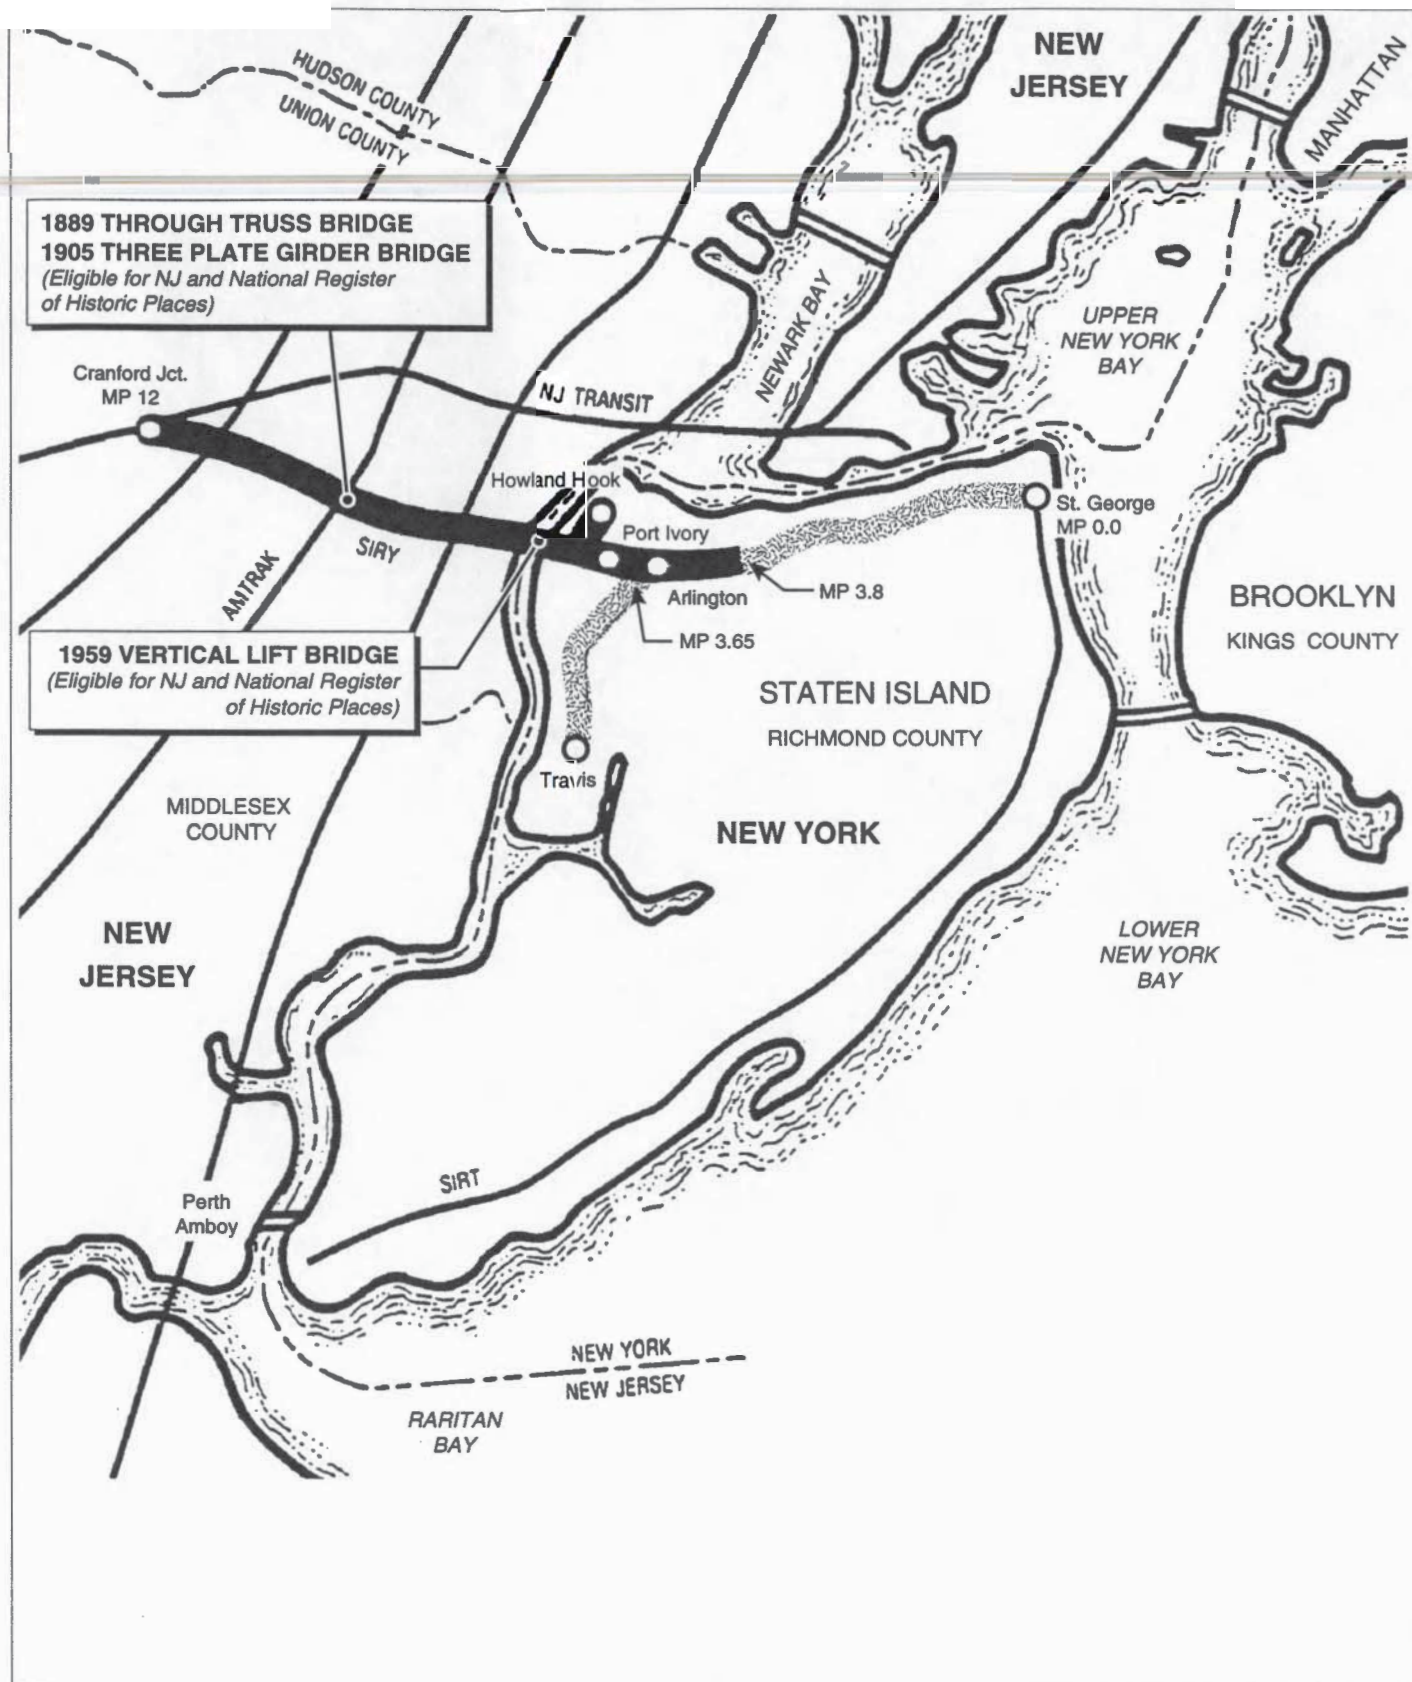 NEW
JERSEY
MANHATTAN
HUDSON COUNTY
UNION COUNTY
1889 THROUGH TRUSS BRIDGE
1905 THREE PLATE GIRDER BRIDGE
(Eligible for NJ and National Register
of Historic Places)
NEWARK BAY
UPPER
NEW YORK
BAY
Cranford Jct.
MP 12
NJ TRANSIT
Howland Hook
St. George
MP 0.0
Port Ivory
SIRY
AMTRAK
Arlington
MP 3.8
MP 3.65
BROOKLYN
KINGS COUNTY
1959 VERTICAL LIFT BRIDGE
(Eligible for NJ and National Register
of Historic Places)
STATEN ISLAND
RICHMOND COUNTY
Travis
MIDDLESEX
COUNTY
NEW YORK
NEW
JERSEY
LOWER
NEW YORK
BAY
SIRT
Perth
Amboy
NEW YORK
NEW JERSEY
RARITAN
BAY